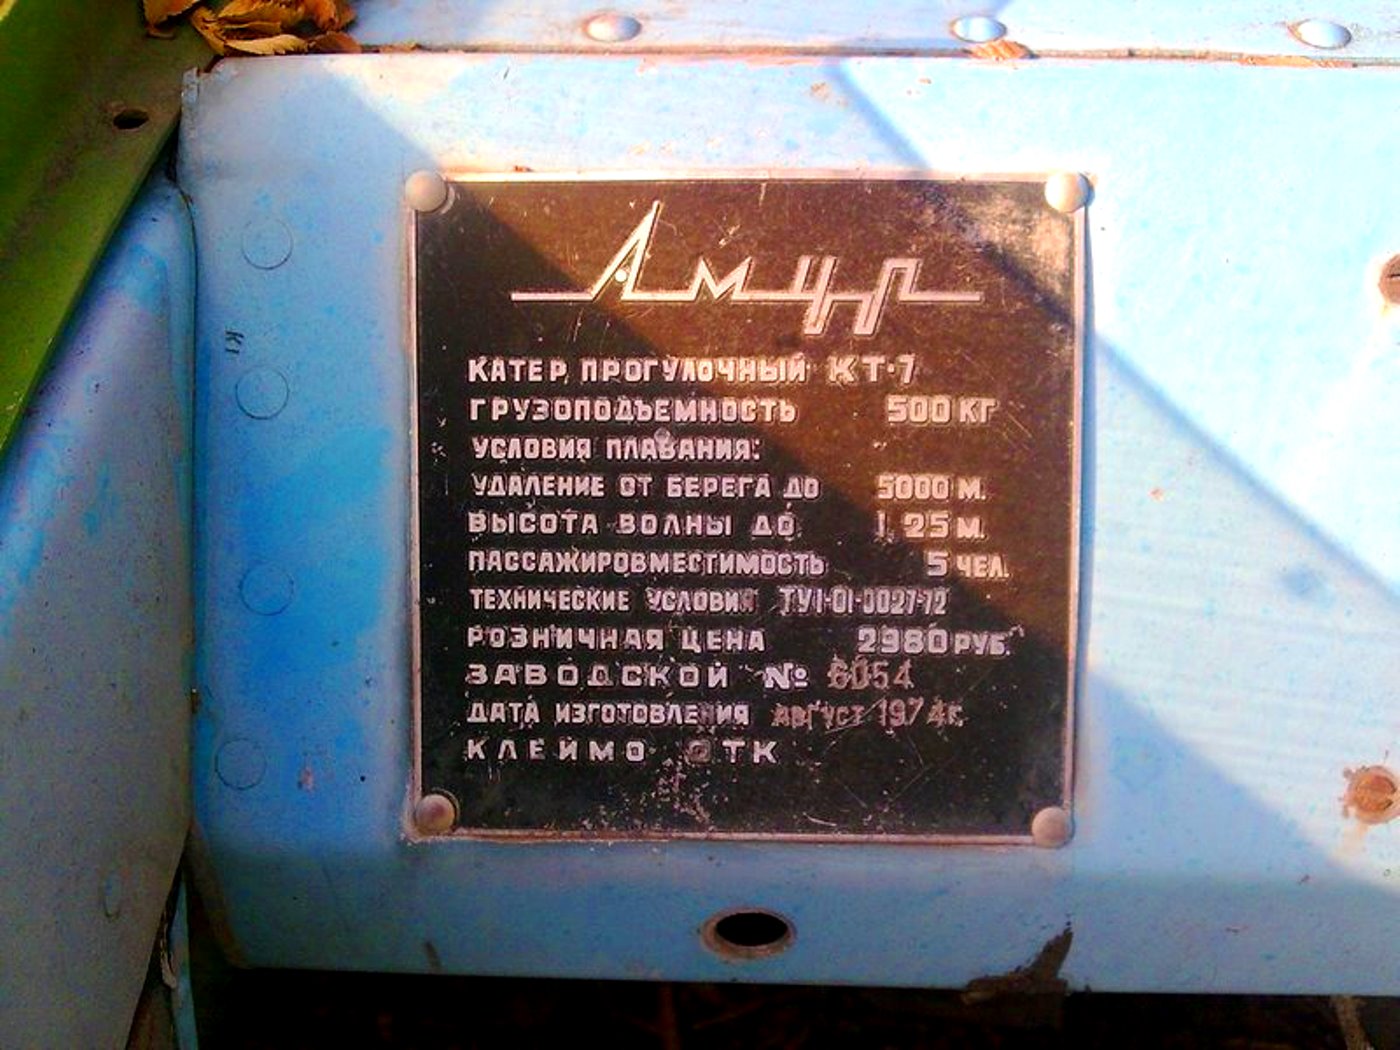 Амур
КАТЕР ПРОГУЛОЧНЫЙ КТ-7
ГРУЗОПОДЪЕМНОСТЬ 500 КГ
УСЛОВИЯ ПЛАВАНИЯ:
УДАЛЕНИЕ ОТ БЕРЕГА ДО 5000 М.
ВЫСОТА ВОЛНЫ ДО 1,25 М.
ПАССАЖИРОВМЕСТИМОСТЬ 5 ЧЕЛ.
ТЕХНИЧЕСКИЕ УСЛОВИЯ ТУ1-01-0027-72
РОЗНИЧНАЯ ЦЕНА 2980 РУБ.
ЗАВОДСКОЙ № 6054
ДАТА ИЗГОТОВЛЕНИЯ август 1974г.
КЛЕЙМО ОТК